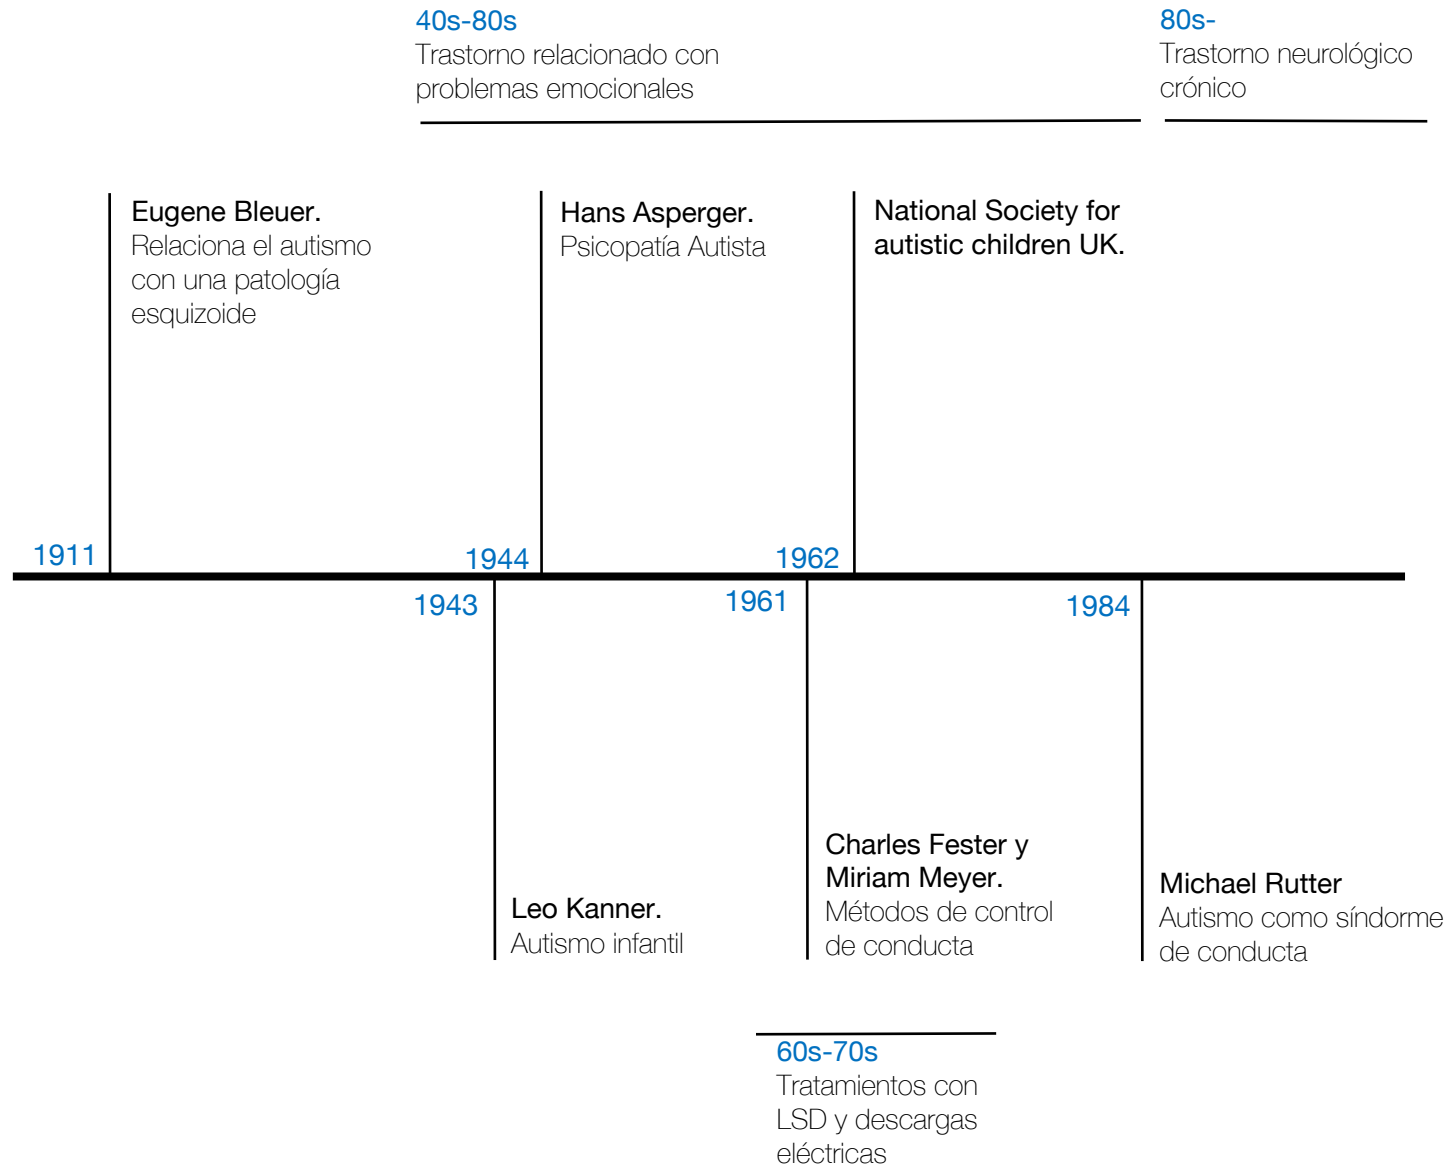 40s-80s
Trastorno relacionado con
problemas emocionales
80s-
Trastorno neurológico
crónico
Eugene Bleuer.
Relaciona el autismo
con una patología
esquizoide
Hans Asperger.
Psicopatía Autista
National Society for
autistic children UK.
1911
1944
1962
1943
1961
1984
Leo Kanner.
Autismo infantil
Charles Fester y
Miriam Meyer.
Métodos de control
de conducta
Michael Rutter
Autismo como síndorme
de conducta
60s-70s
Tratamientos con
LSD y descargas
eléctricas